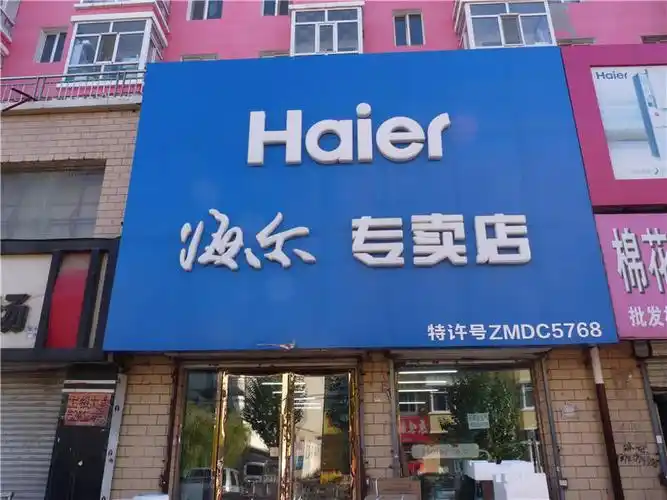 Haier
海尔 专卖店
特许号ZMDC5768
Haier
棉花
批发
汤